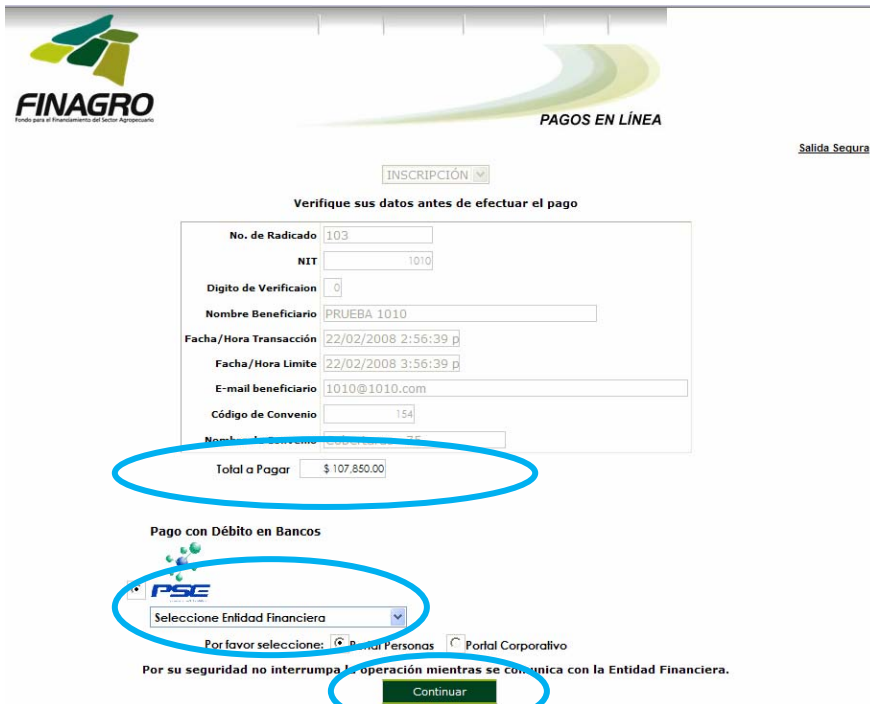 FINAGRO
Fondo para el Financiamiento del Sector Agropecuario
PAGOS EN LÍNEA
Salida Segura
INSCRIPCIÓN
Verifique sus datos antes de efectuar el pago
No. de Radicado 103
NIT 1010
Digito de Verificaion 0
Nombre Beneficiario PRUEBA 1010
Facha/Hora Transacción 22/02/2008 2:56:39 p
Facha/Hora Limite 22/02/2008 3:56:39 p
E-mail beneficiario 1010@1010.com
Código de Convenio 154
Total a Pagar $ 107,850.00
Pago con Débito en Bancos
PSE
Seleccione Entidad Financiera
Por favor seleccione: Portal Personas Portal Corporativo
Por su seguridad no interrumpa la operación mientras se comunica con la Entidad Financiera.
Continuar